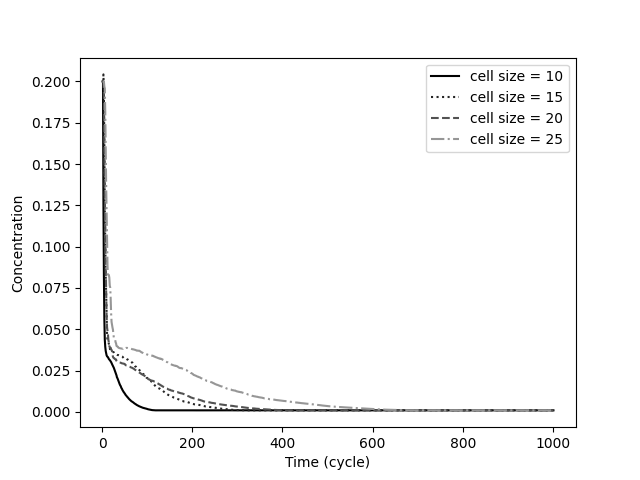 cell size = 10
cell size = 15
cell size = 20
cell size = 25
0.200
0.175
0.150
0.125
0.100
0.075
0.050
0.025
0.000
Concentration
0 200 400 600 800 1000
Time (cycle)